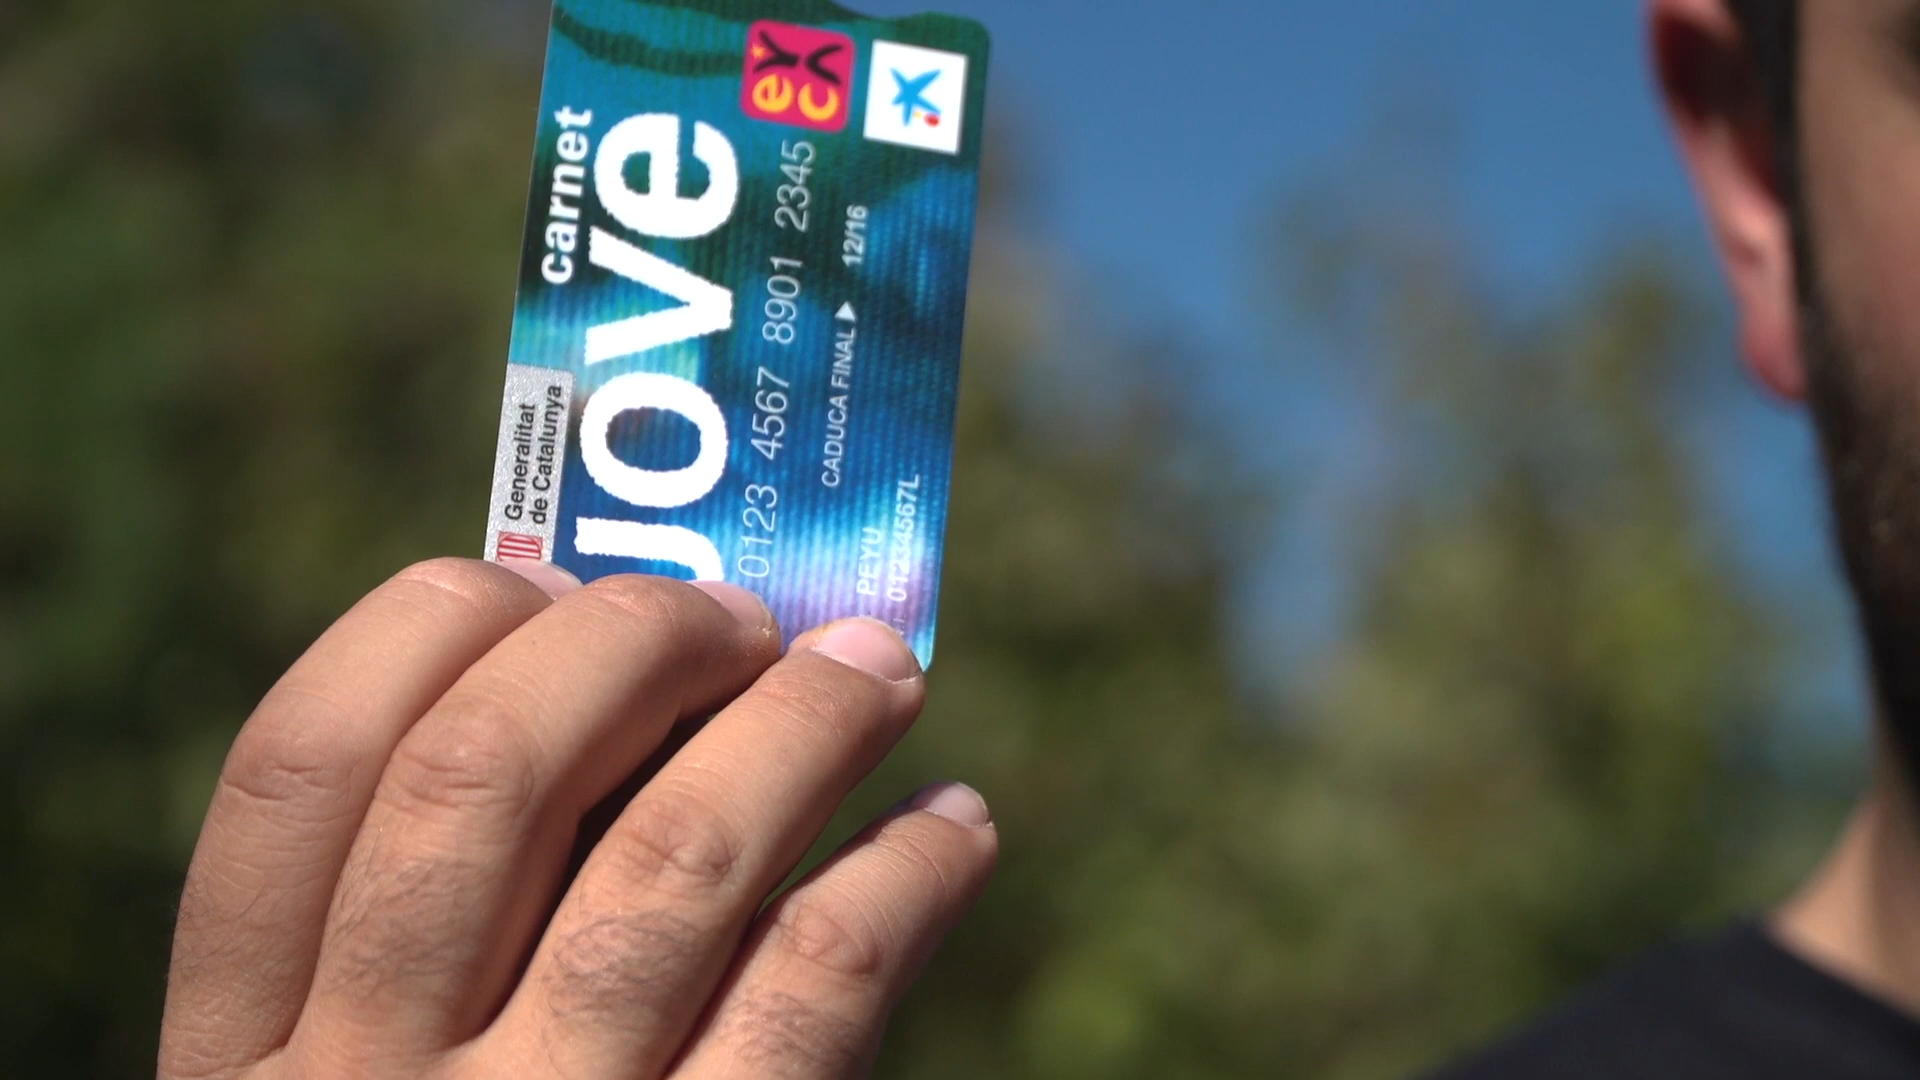 Generalitat
de Catalunya
carnet
jove
eYcA
0123 4567 8901 2345
CADUCA FINAL▶ 12/16
PEYU
01234567L